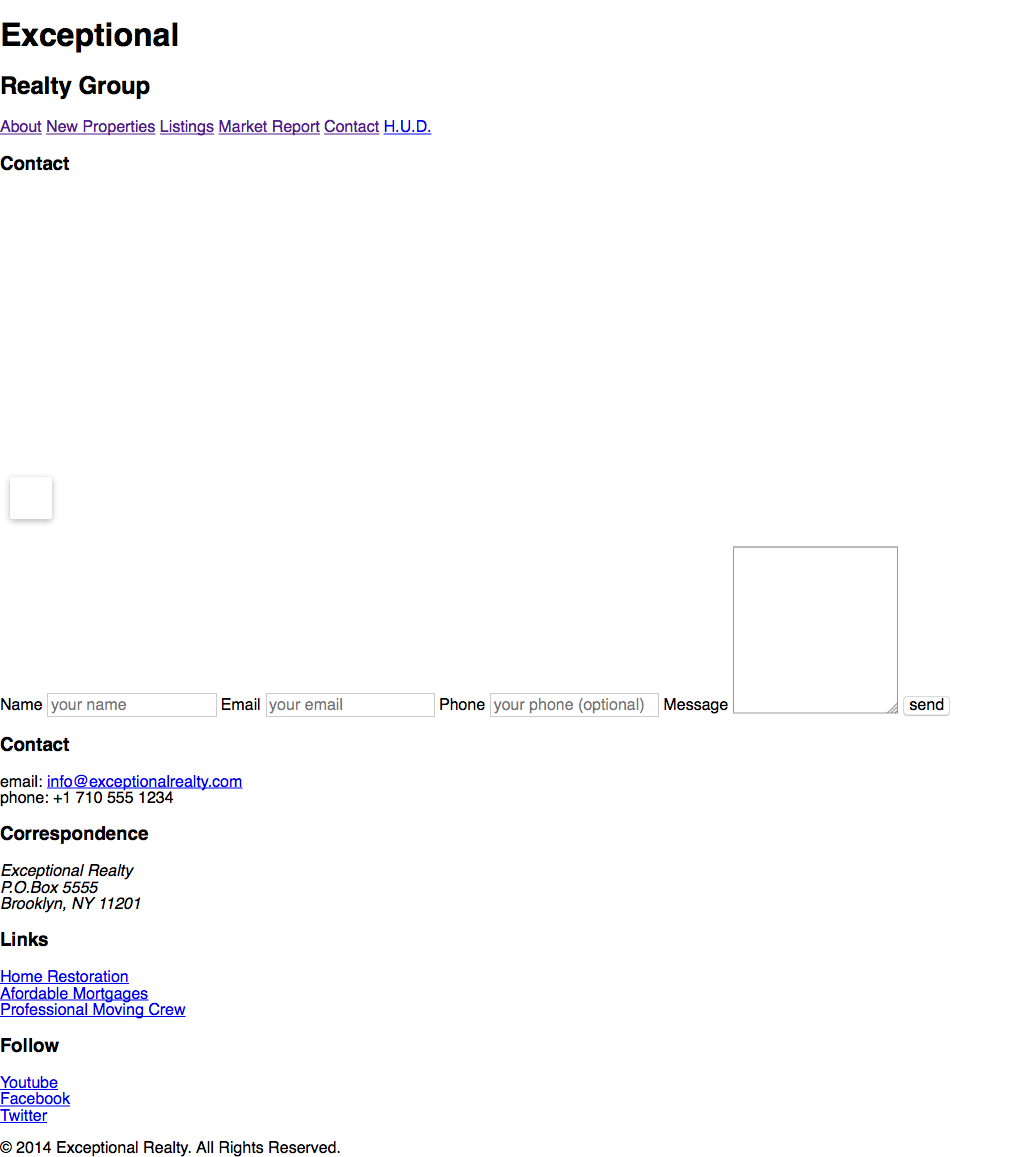 Exceptional
Realty Group
About New Properties Listings Market Report Contact H.U.D.
Contact
Name your name Email your email Phone your phone (optional) Message send
Contact
email: info@exceptionalrealty.com
phone: +1 710 555 1234
Correspondence
Exceptional Realty
P.O.Box 5555
Brooklyn, NY 11201
Links
Home Restoration
Afordable Mortgages
Professional Moving Crew
Follow
Youtube
Facebook
Twitter
© 2014 Exceptional Realty. All Rights Reserved.